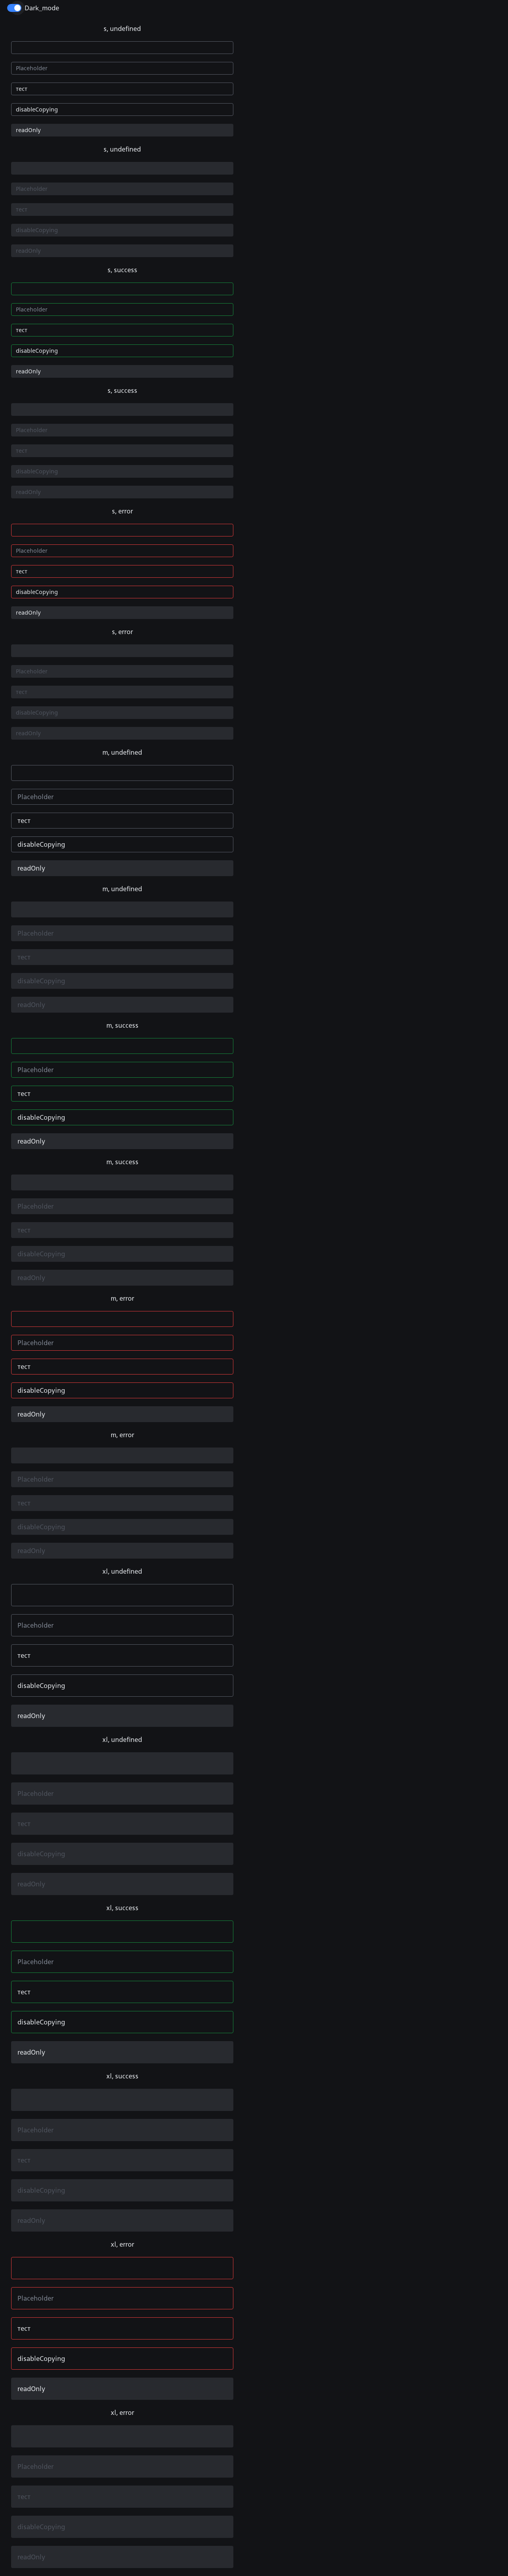 Dark_mode
s, undefined
Placeholder
тест
disableCopying
readOnly
s, undefined
Placeholder
тест
disableCopying
readOnly
s, success
Placeholder
тест
disableCopying
readOnly
s, success
Placeholder
тест
disableCopying
readOnly
s, error
Placeholder
тест
disableCopying
readOnly
s, error
Placeholder
тест
disableCopying
readOnly
m, undefined
Placeholder
тест
disableCopying
readOnly
m, undefined
Placeholder
тест
disableCopying
readOnly
m, success
Placeholder
тест
disableCopying
readOnly
m, success
Placeholder
тест
disableCopying
readOnly
m, error
Placeholder
тест
disableCopying
readOnly
m, error
Placeholder
тест
disableCopying
readOnly
xl, undefined
Placeholder
тест
disableCopying
readOnly
xl, undefined
Placeholder
тест
disableCopying
readOnly
xl, success
Placeholder
тест
disableCopying
readOnly
xl, success
Placeholder
тест
disableCopying
readOnly
xl, error
Placeholder
тест
disableCopying
readOnly
xl, error
Placeholder
тест
disableCopying
readOnly